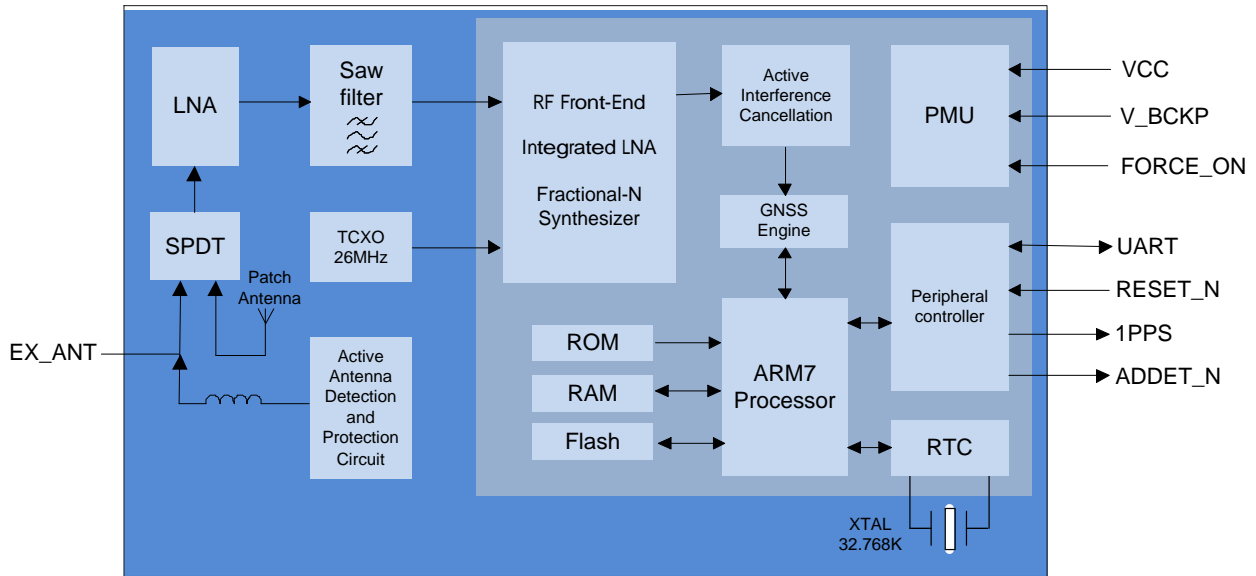 LNA
Saw
filter
RF Front-End
Integrated LNA
Fractional-N
Synthesizer
Active
Interference
Cancellation
PMU
VCC
V_BCKP
FORCE_ON
SPDT
TCXO
26MHz
GNSS
Engine
Patch
Antenna
EX_ANT
Active
Antenna
Detection
and
Protection
Circuit
ROM
RAM
Flash
ARM7
Processor
Peripheral
controller
UART
RESET_N
1PPS
ADDET_N
RTC
XTAL
32.768K